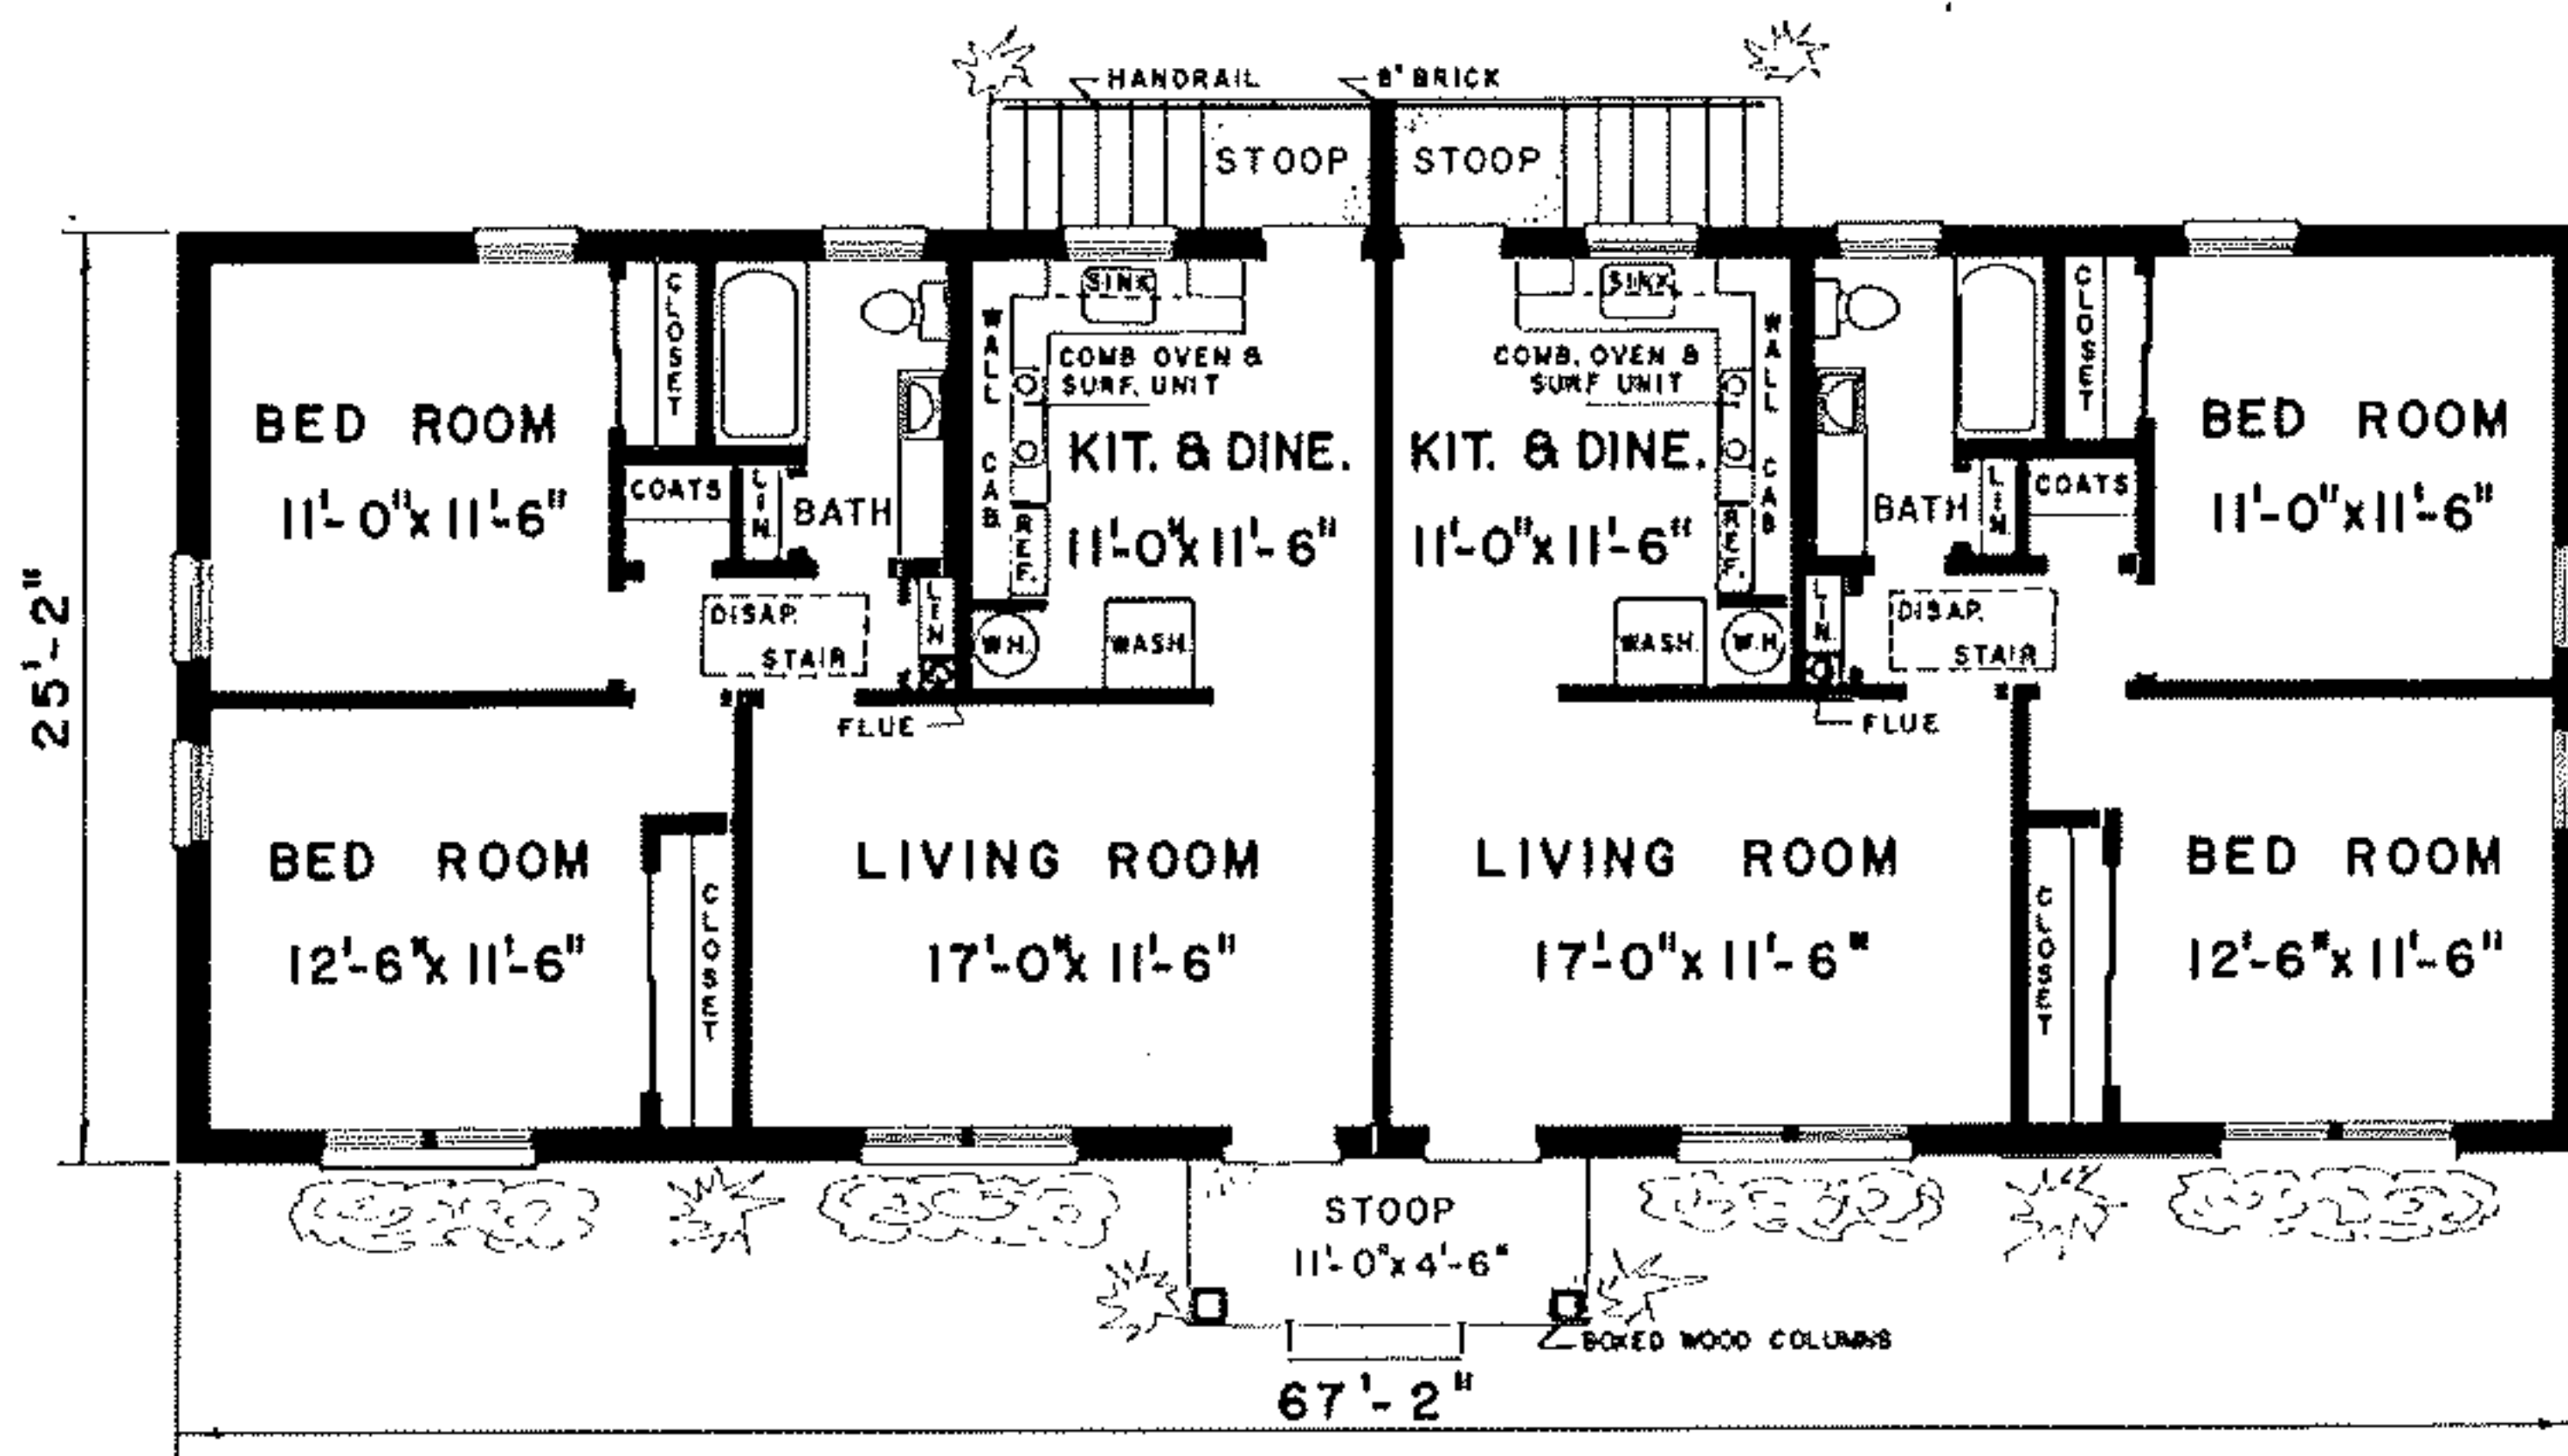 HANDRAIL
8" BRICK
STOOP
STOOP
CLOSET
SINK
SINK
CLOSET
WALL CAB
COMB OVEN &
SURF. UNIT
COMB. OVEN &
SURF UNIT
WALL CAB
BED ROOM
11'-0" x 11'-6"
KIT. & DINE.
11'-0" x 11'-6"
KIT. & DINE.
11'-0" x 11'-6"
BED ROOM
11'-0" x 11'-6"
COATS
LIN.
BATH
REF.
REF.
BATH
LIN.
COATS
25'-2"
DISAP.
STAIR
LIN
W.H.
WASH.
WASH.
W.H.
LIN.
DISAP.
STAIR
FLUE
FLUE
BED ROOM
12'-6" x 11'-6"
CLOSET
LIVING ROOM
17'-0" x 11'-6"
LIVING ROOM
17'-0" x 11'-6"
CLOSET
BED ROOM
12'-6" x 11'-6"
STOOP
11'-0" x 4'-6"
BOXED WOOD COLUMNS
67'-2"